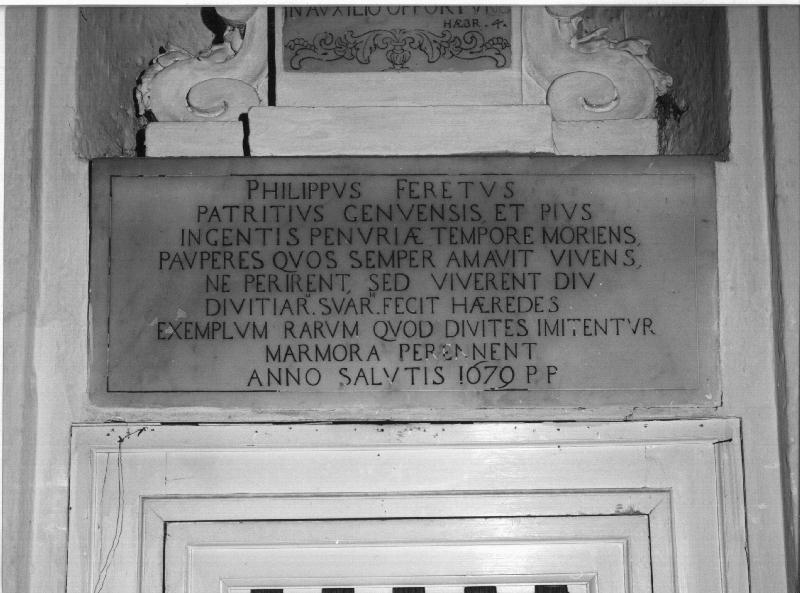 IN AVXILIO OPPORTVNO
HÆBR. 4.
PHILIPPVS FERETVS
PATRITIVS GENVENSIS ET PIVS
INGENTIS PENVRIÆ TEMPORE MORIENS,
PAVPERES QVOS SEMPER AMAVIT VIVENS,
NE PERIRENT, SED VIVERENT DIV
DIVITIAR. SVAR. FECIT HÆREDES
EXEMPLVM RARVM QVOD DIVITES IMITENTVR
MARMORA PERENNENT
ANNO SALVTIS 1679 P P